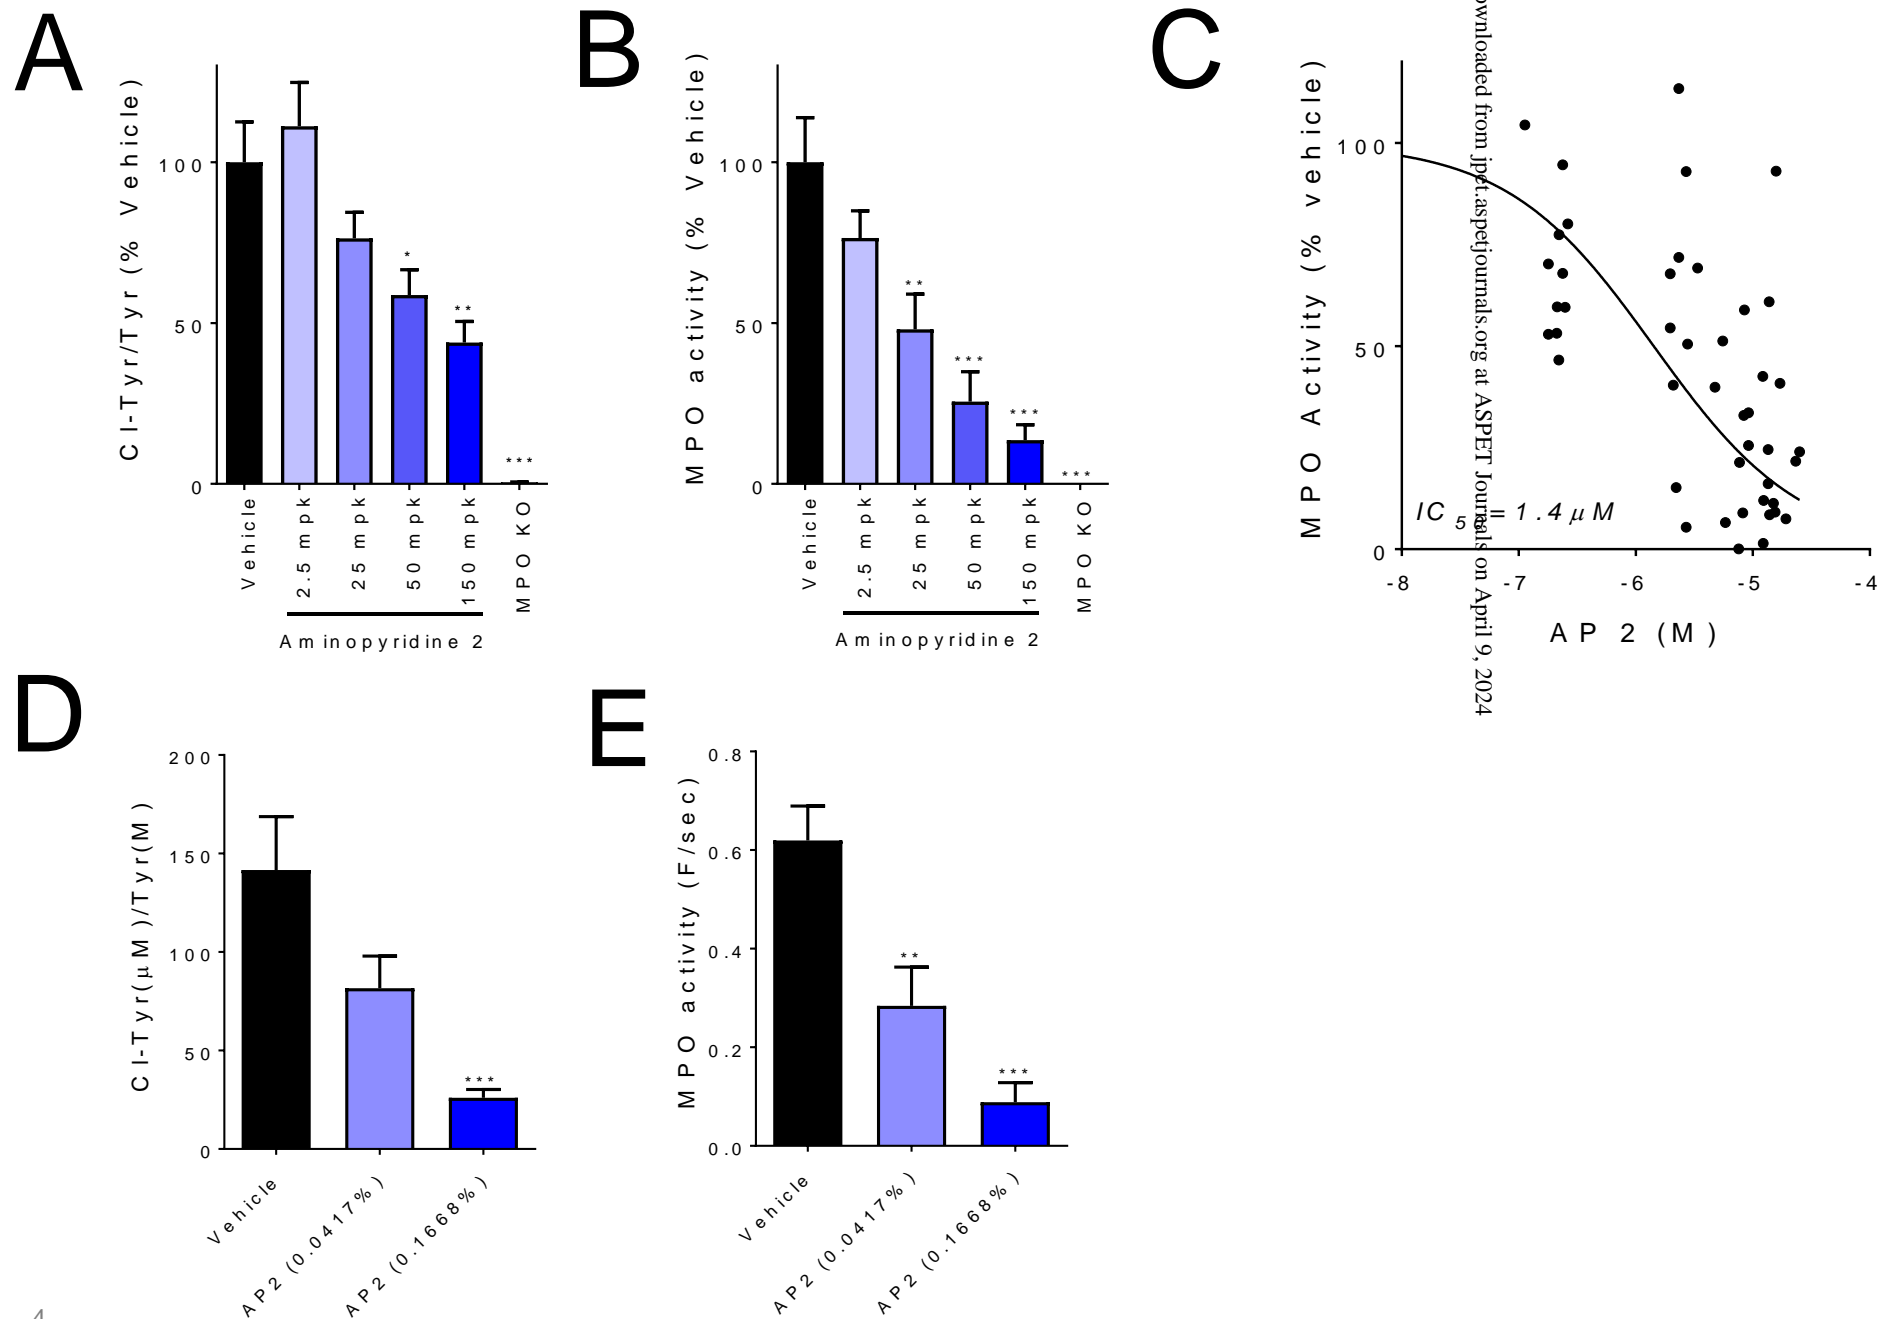 A
Cl-Tyr/Tyr (% Vehicle)
100
50
0
*
**
***
Vehicle
2.5 mpk
25 mpk
50 mpk
150 mpk
MPO KO
Aminopyridine 2
B
MPO activity (% Vehicle)
100
50
0
**
***
***
***
Vehicle
2.5 mpk
25 mpk
50 mpk
150 mpk
MPO KO
Aminopyridine 2
C
MPO Activity (% vehicle)
100
50
0
IC50 = 1.4 μM
-8
-7
-6
-5
-4
AP 2 (M)
ownloaded from jpet.aspetjournals.org at ASPET Journals on April 9, 2024
D
Cl-Tyr(μM)/Tyr(M)
200
150
100
50
0
***
Vehicle
AP2 (0.0417%)
AP2 (0.1668%)
E
MPO activity (F/sec)
0.8
0.6
0.4
0.2
0.0
**
***
Vehicle
AP2 (0.0417%)
AP2 (0.1668%)
4